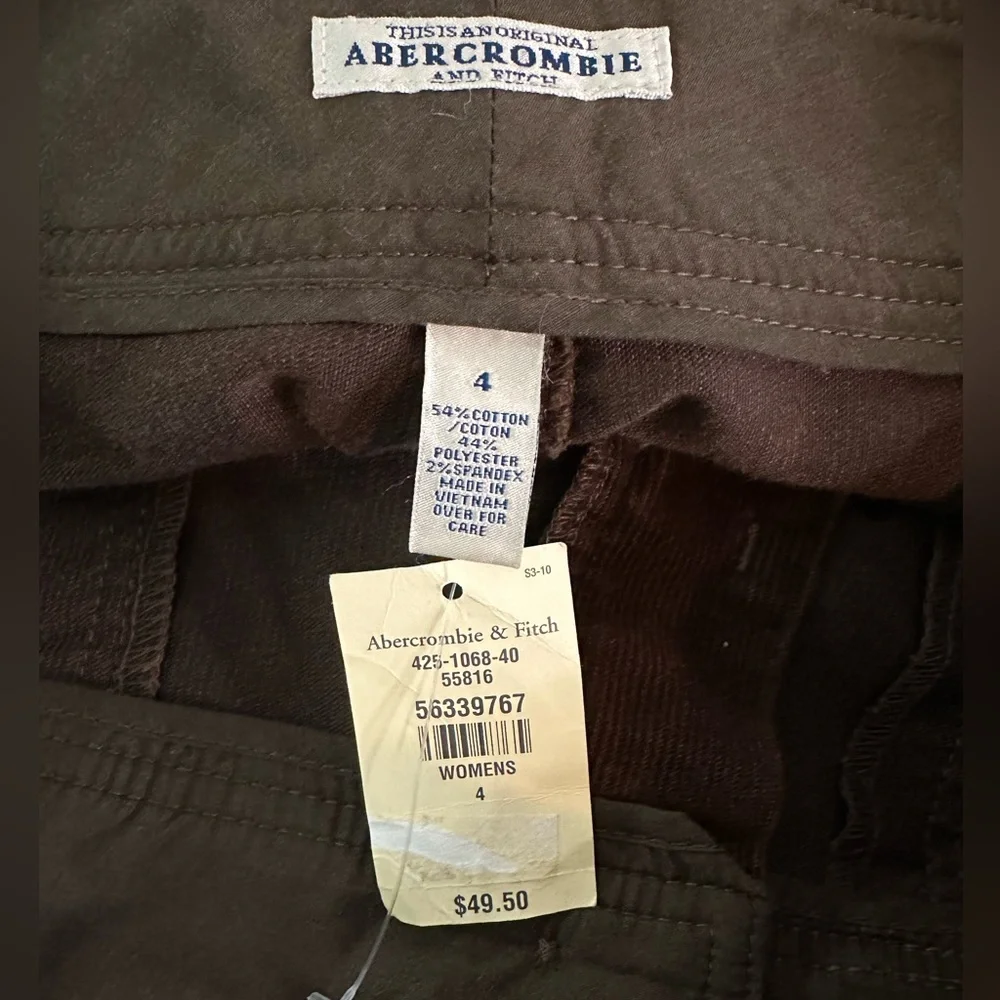 THIS IS AN ORIGINAL
ABERCROMBIE
AND FITCH
4
54% COTTON
/COTON
44%
POLYESTER
2% SPANDEX
MADE IN
VIETNAM
OVER FOR
CARE
S3-10
Abercrombie & Fitch
425-1068-40
55816
56339767
WOMENS
4
$49.50